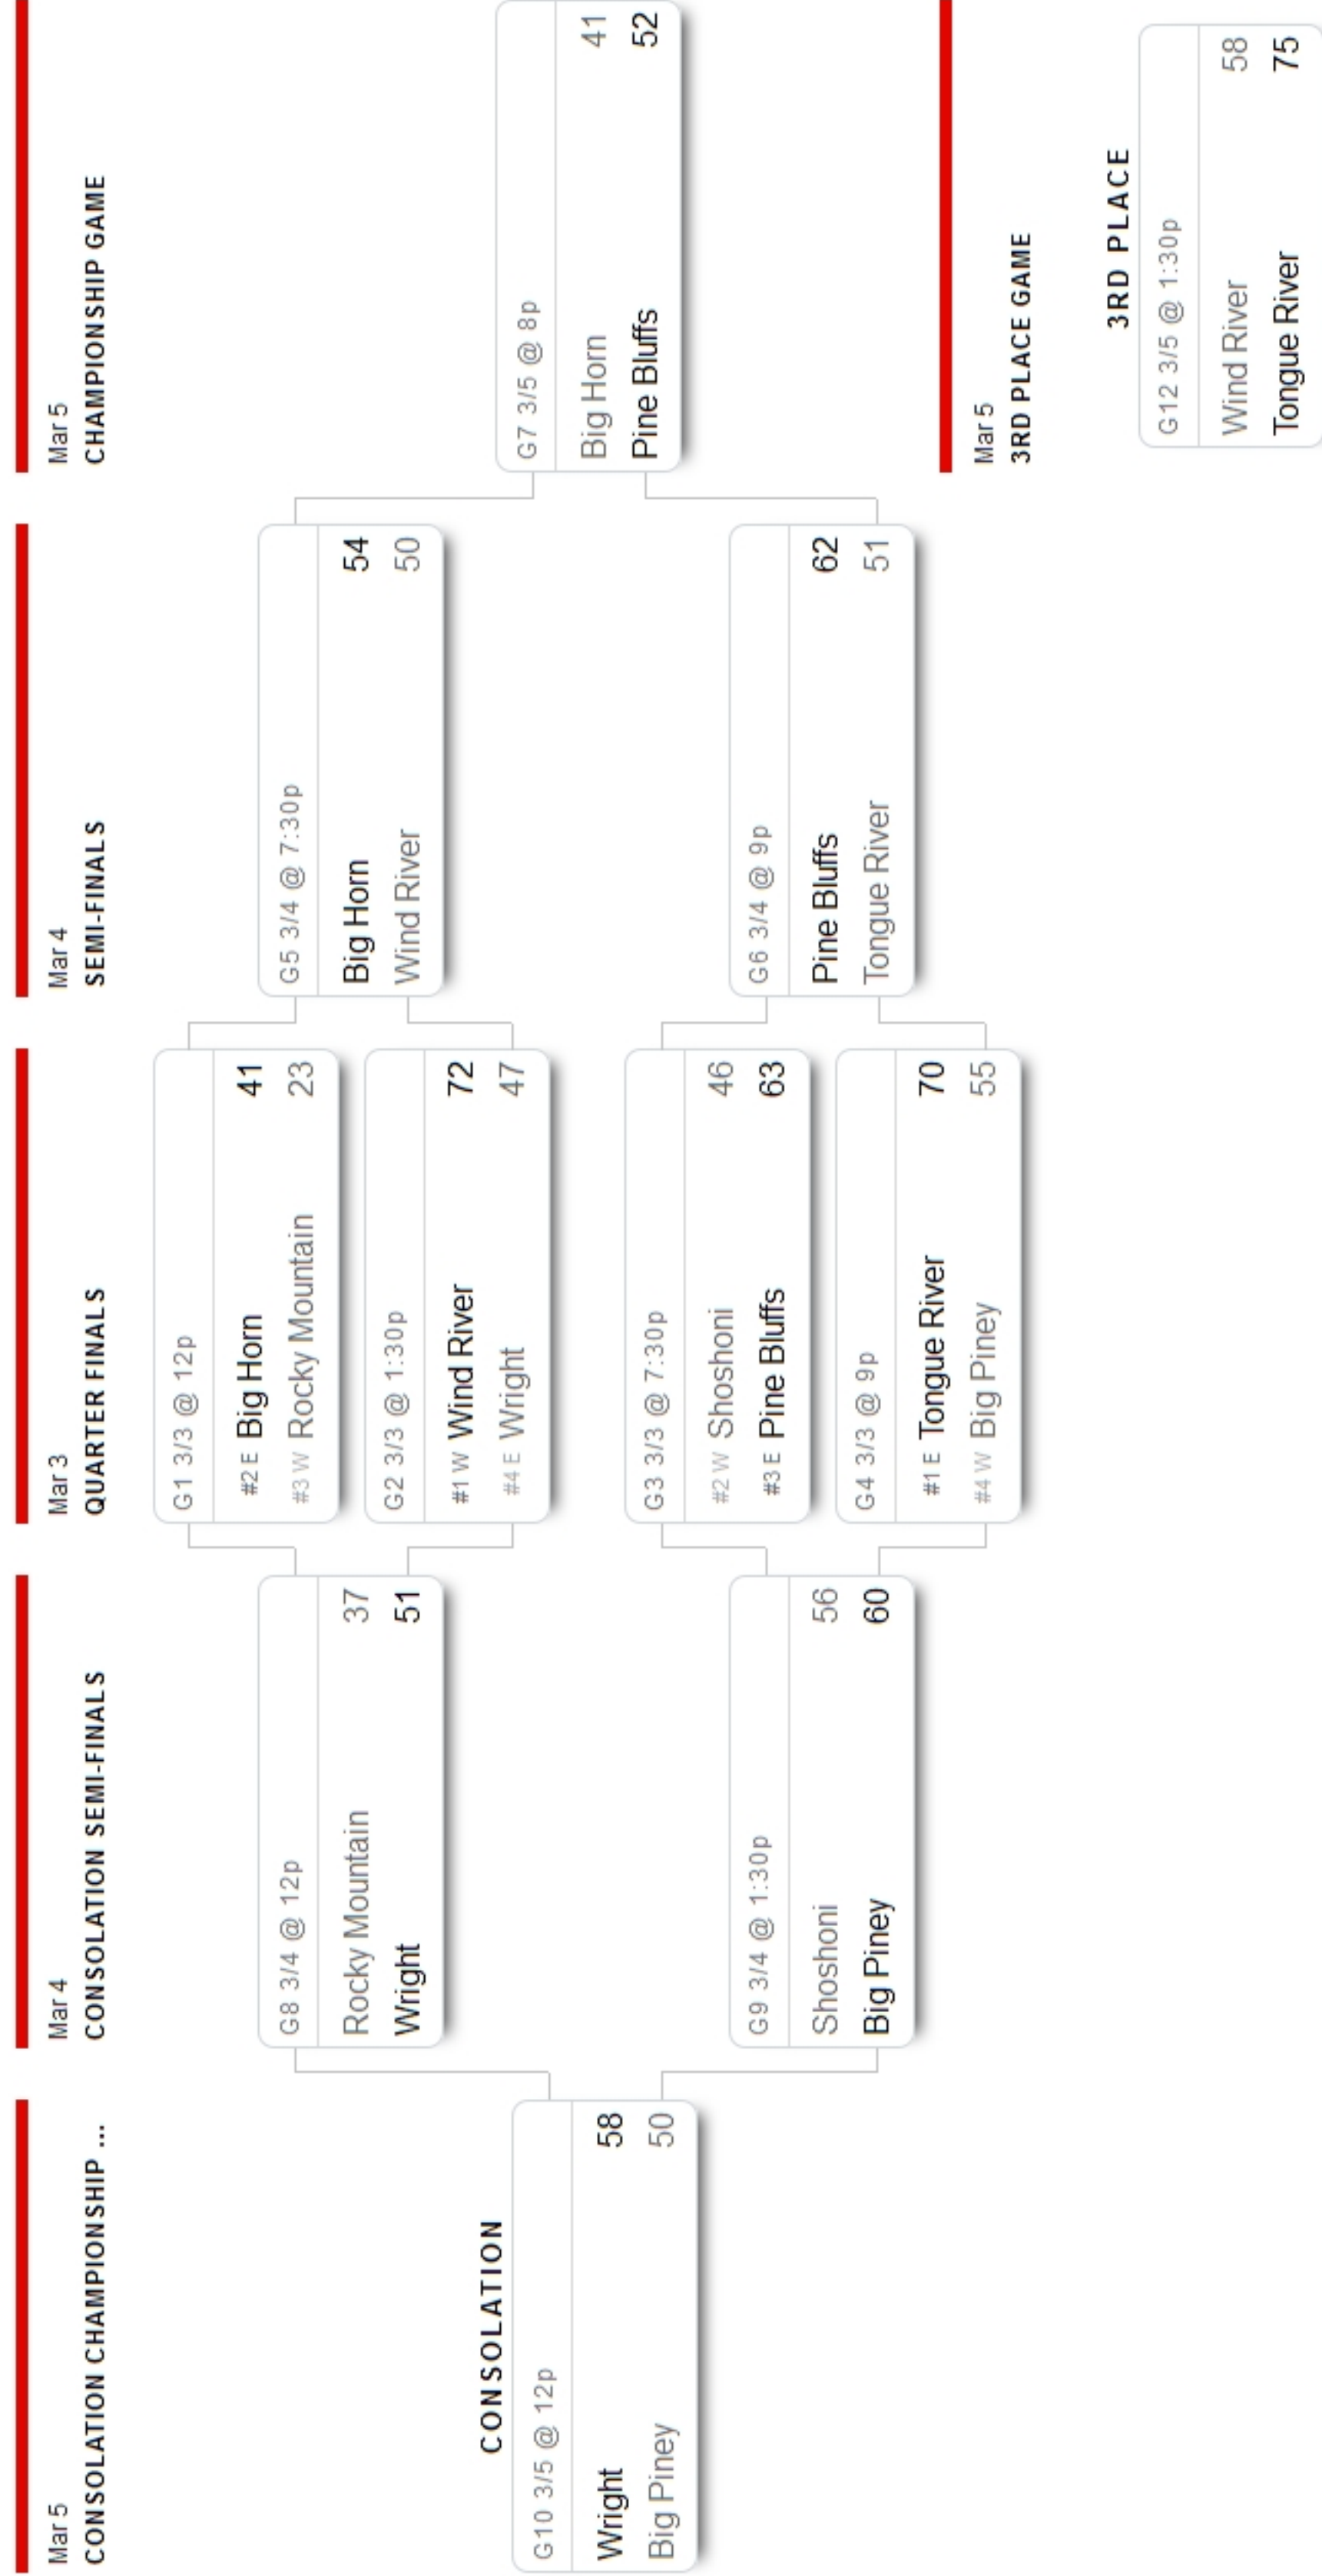 Mar 5
CONSOLATION CHAMPIONSHIP ...
CONSOLATION
G10 3/5 @ 12p
Wright 58
Big Piney 50
Mar 4
CONSOLATION SEMI-FINALS
G8 3/4 @ 12p
Rocky Mountain 37
Wright 51
G9 3/4 @ 1:30p
Shoshoni 56
Big Piney 60
Mar 3
QUARTER FINALS
G1 3/3 @ 12p
#2 E Big Horn 41
#3 W Rocky Mountain 23
G2 3/3 @ 1:30p
#1 W Wind River 72
#4 E Wright 47
G3 3/3 @ 7:30p
#2 W Shoshoni 46
#3 E Pine Bluffs 63
G4 3/3 @ 9p
#1 E Tongue River 70
#4 W Big Piney 55
Mar 4
SEMI-FINALS
G5 3/4 @ 7:30p
Big Horn 54
Wind River 50
G6 3/4 @ 9p
Pine Bluffs 62
Tongue River 51
Mar 5
CHAMPIONSHIP GAME
G7 3/5 @ 8p
Big Horn 41
Pine Bluffs 52
Mar 5
3RD PLACE GAME
3RD PLACE
G12 3/5 @ 1:30p
Wind River 58
Tongue River 75